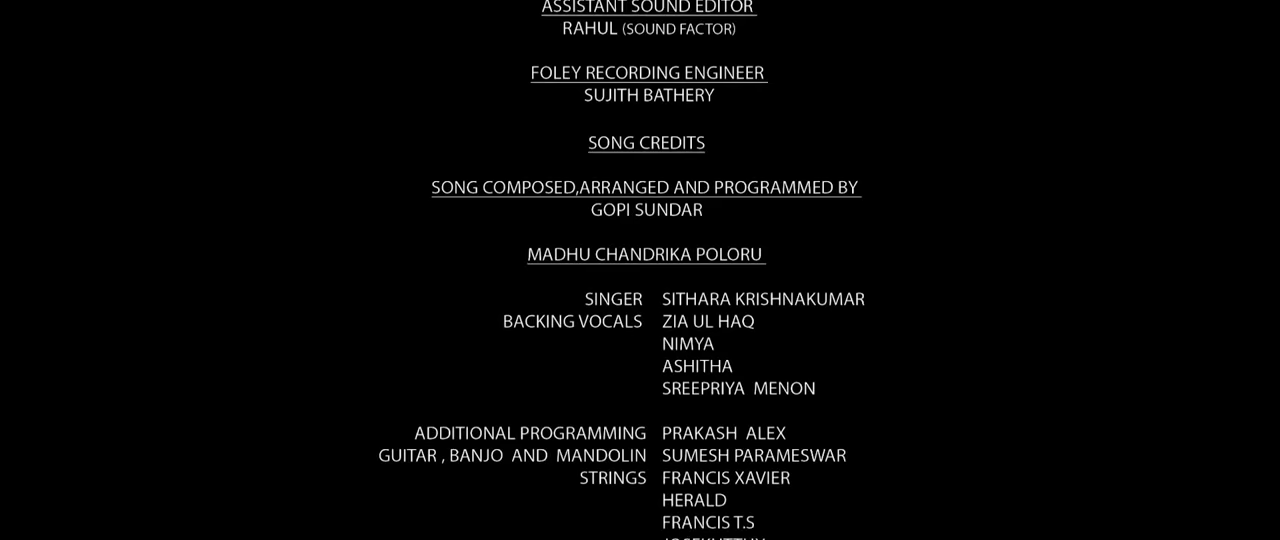 ASSISTANT SOUND EDITOR
RAHUL (SOUND FACTOR)
FOLEY RECORDING ENGINEER
SUJITH BATHERY
SONG CREDITS
SONG COMPOSED,ARRANGED AND PROGRAMMED BY
GOPI SUNDAR
MADHU CHANDRIKA POLORU
SINGER SITHARA KRISHNAKUMAR
BACKING VOCALS ZIA UL HAQ
NIMYA
ASHITHA
SREEPRIYA MENON
ADDITIONAL PROGRAMMING PRAKASH ALEX
GUITAR , BANJO AND MANDOLIN SUMESH PARAMESWAR
STRINGS FRANCIS XAVIER
HERALD
FRANCIS T.S